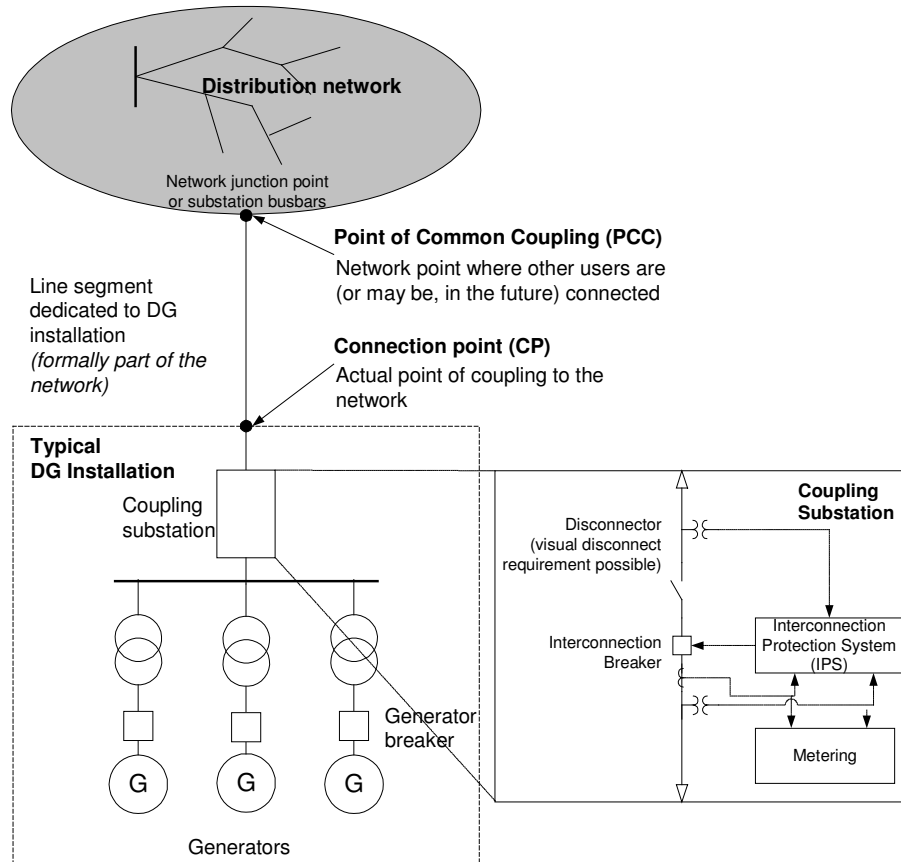 Distribution network
Network junction point
or substation busbars
Point of Common Coupling (PCC)
Network point where other users are
(or may be, in the future) connected
Line segment
dedicated to DG
installation
(formally part of the
network)
Connection point (CP)
Actual point of coupling to the
network
Typical
DG Installation
Coupling
substation
Coupling
Substation
Disconnector
(visual disconnect
requirement possible)
Interconnection
Breaker
Interconnection
Protection System
(IPS)
Metering
Generator
breaker
G
G
G
Generators